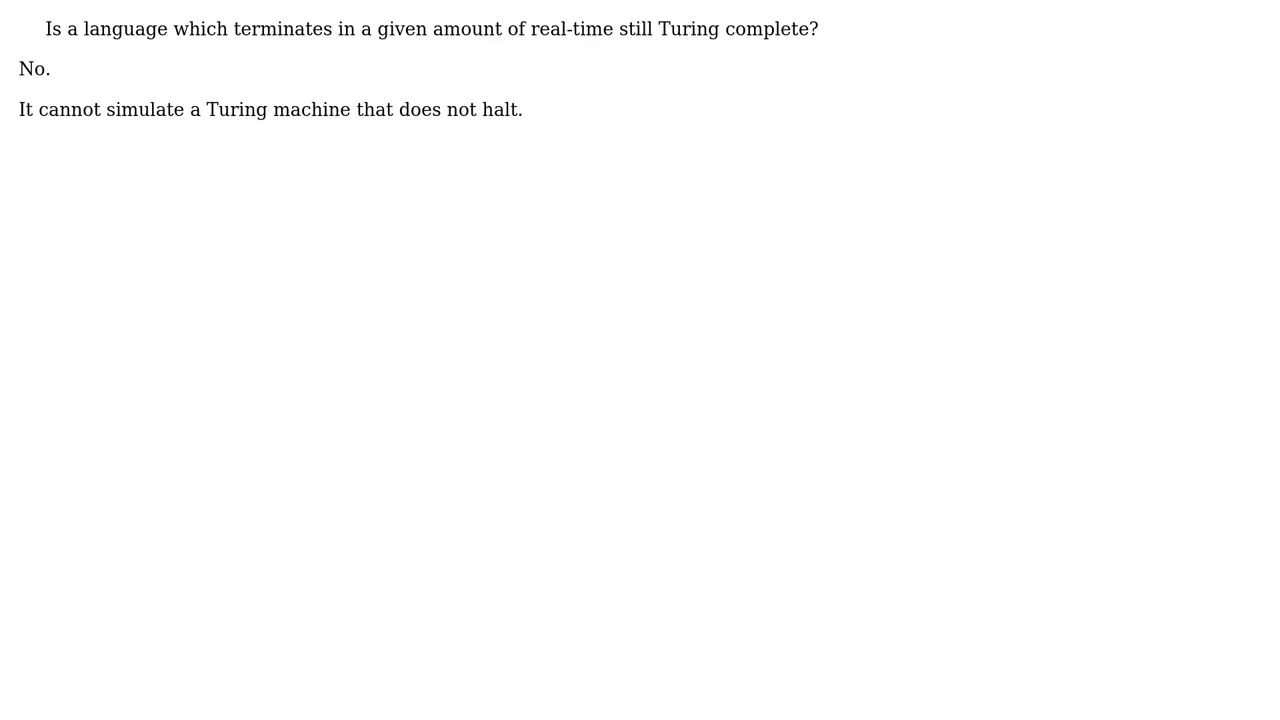 Is a language which terminates in a given amount of real-time still Turing complete?
No.
It cannot simulate a Turing machine that does not halt.